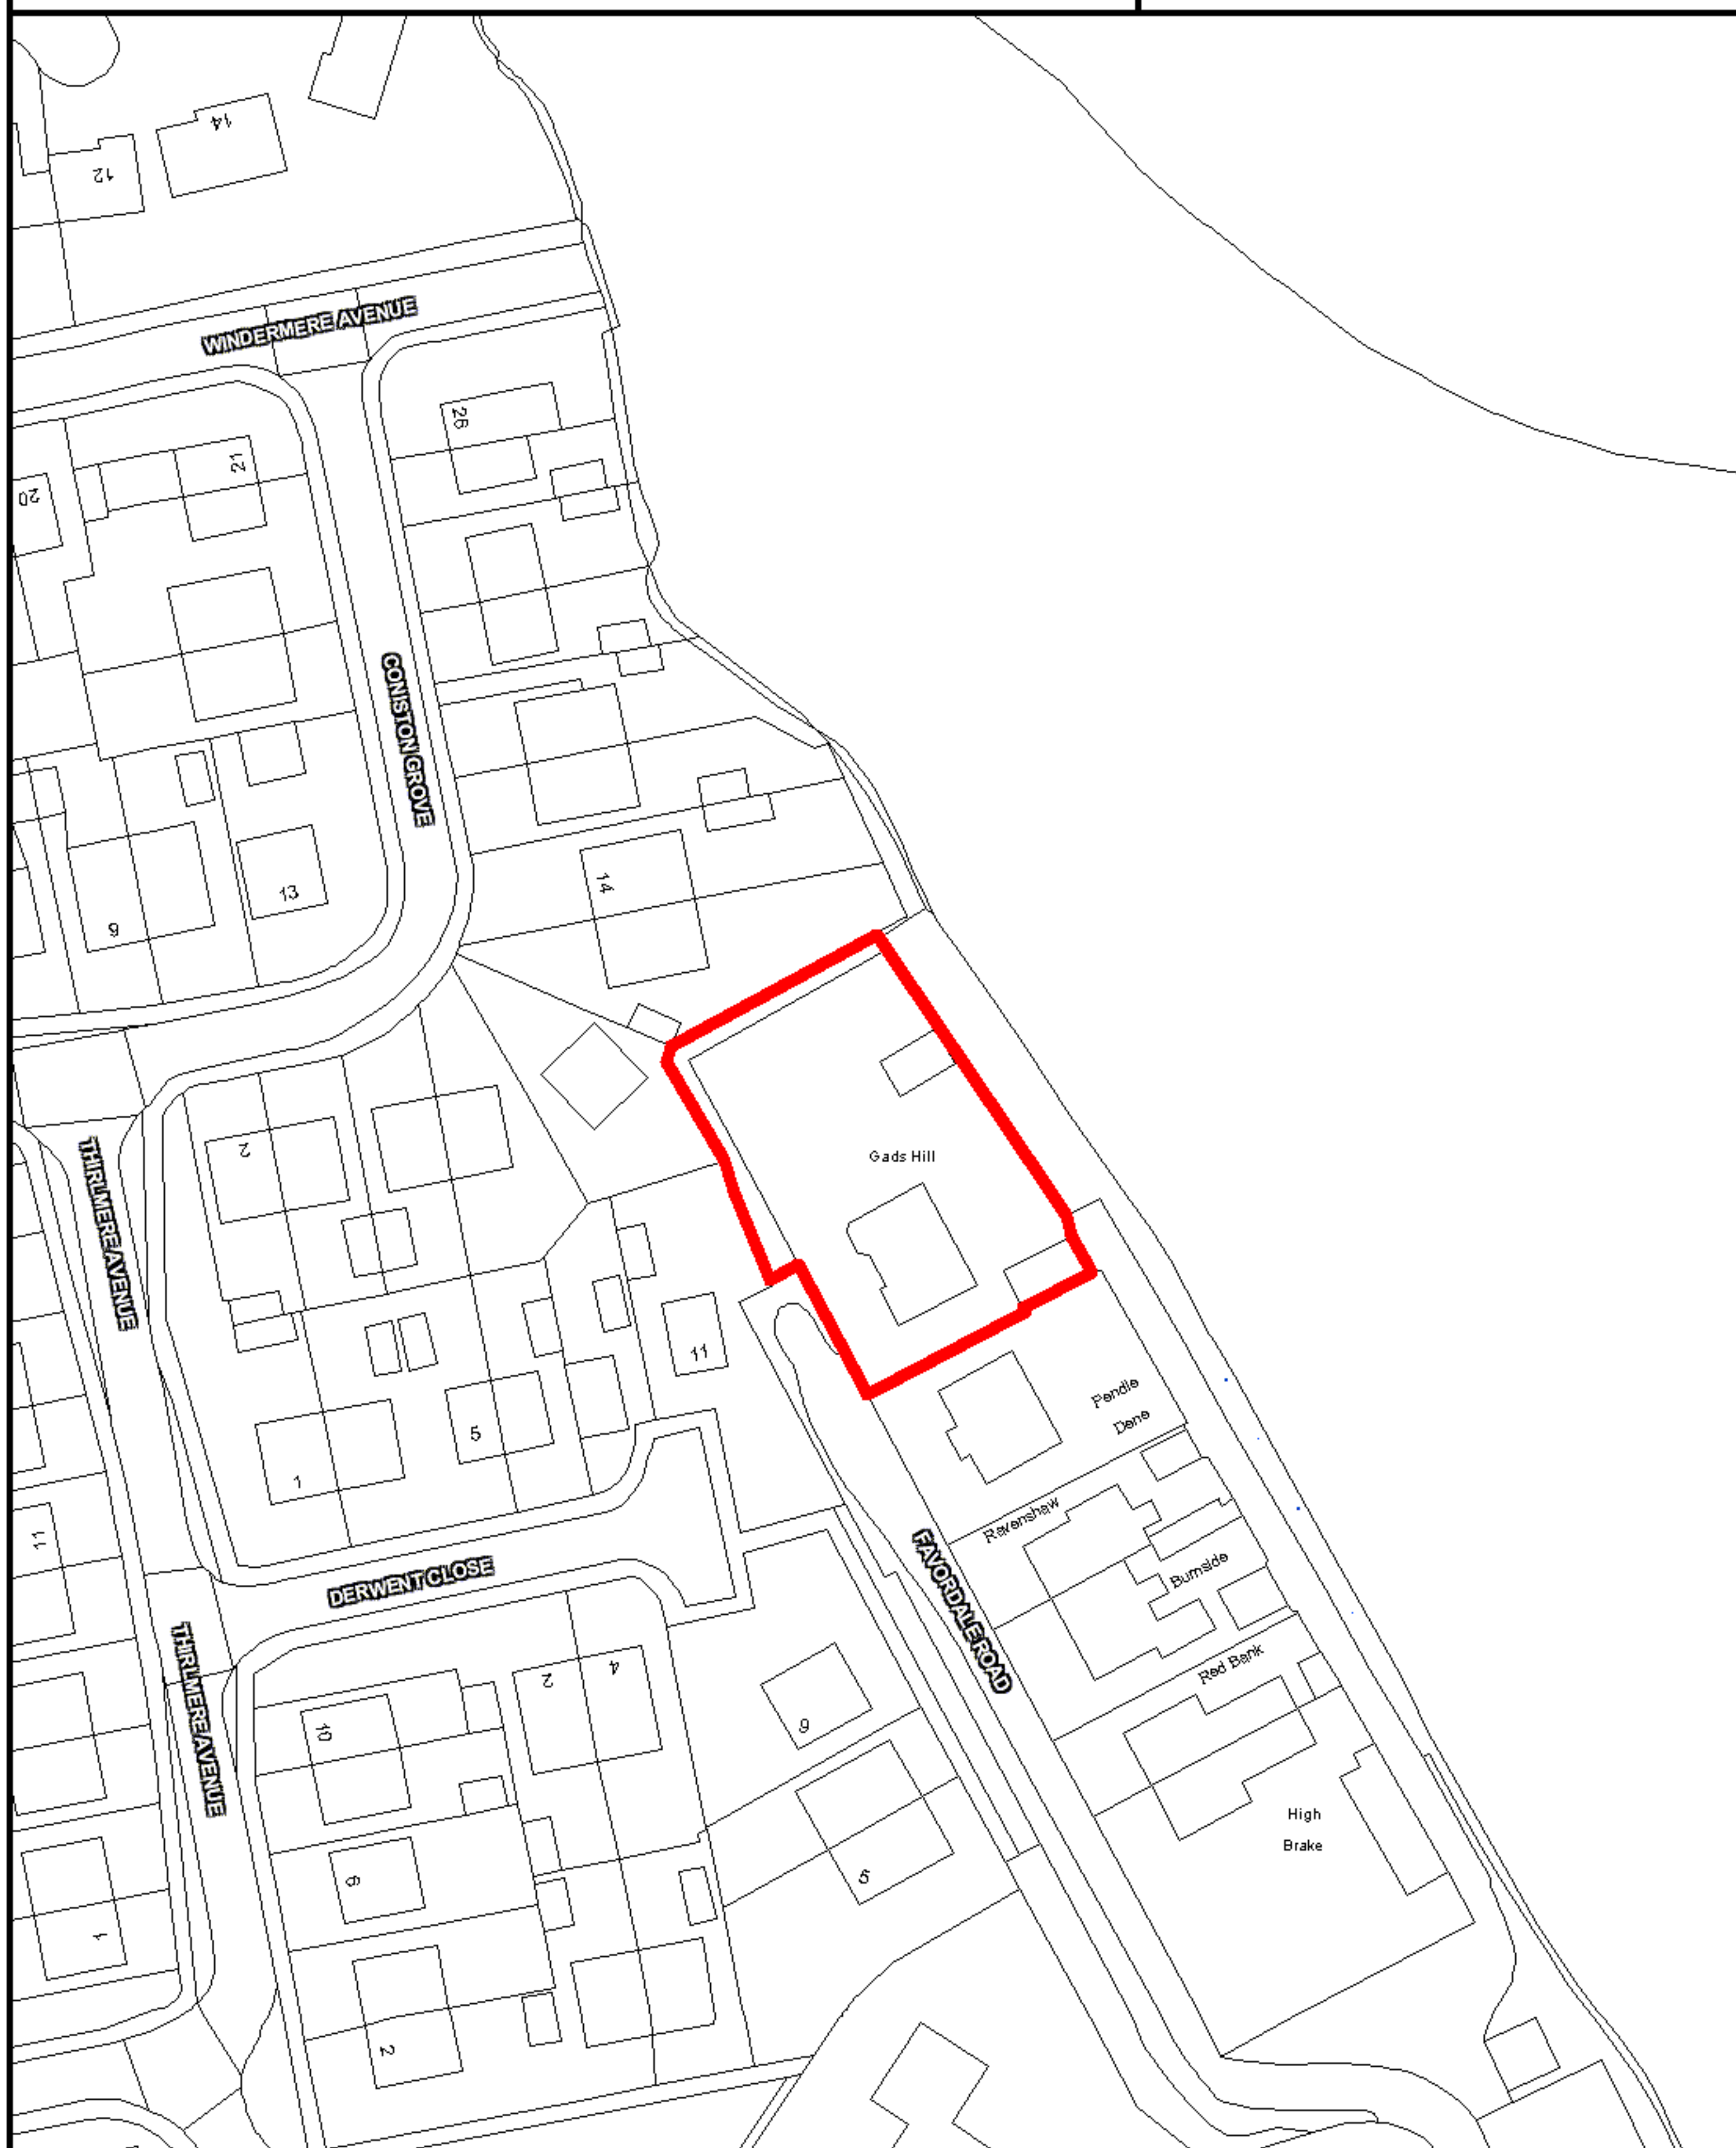 14
12
WINDERMERE AVENUE
26
21
20
CONISTON GROVE
14
13
9
Gads Hill
2
THIRLMERE AVENUE
11
Pendle
Dene
5
1
Ravenshaw
11
Burnside
DERWENT CLOSE
FAVORDALE ROAD
Red Bank
THIRLMERE AVENUE
2
4
10
9
High
Brake
5
6
1
2